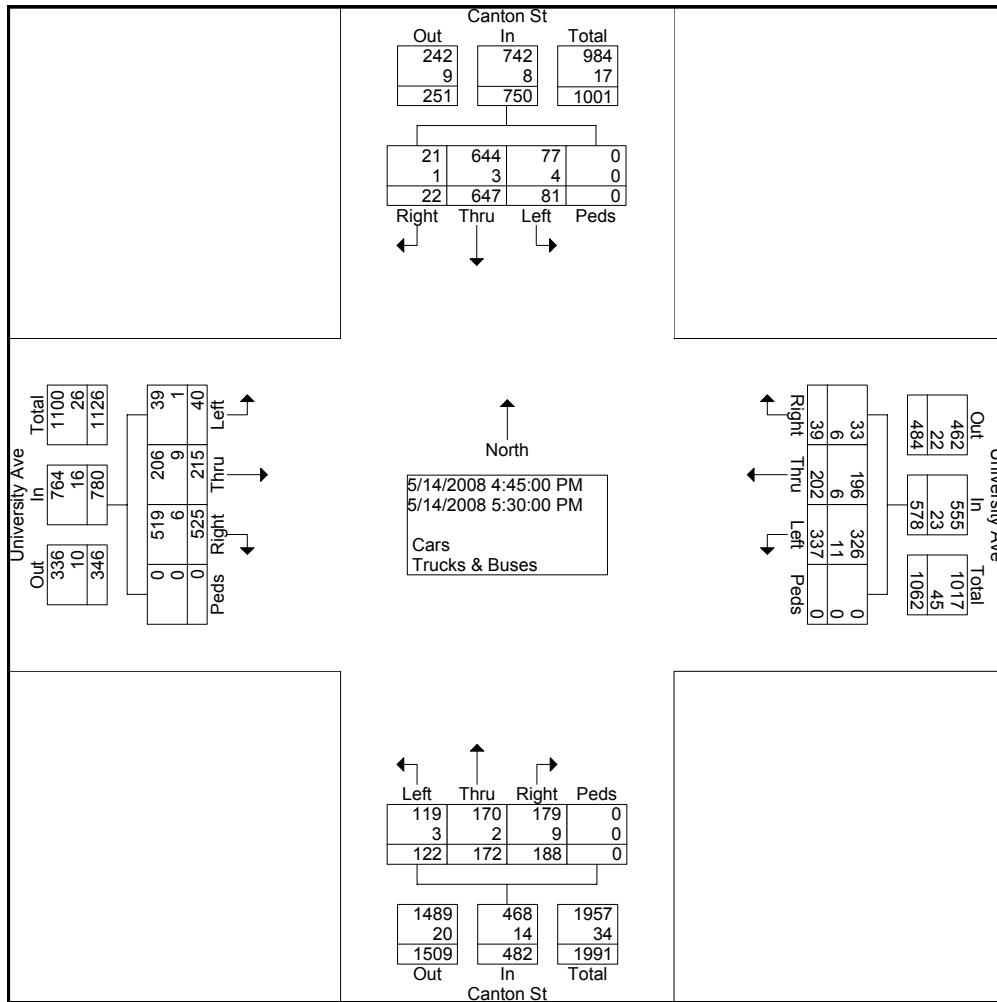 Canton St
Out In Total
242 742 984
9 8 17
251 750 1001
21 644 77 0
1 3 4 0
22 647 81 0
Right Thru Left Peds
University Ave
Total In Out
1100 764 336
26 16 10
1126 780 346
39 206 519 0
1 9 6 0
40 215 525 0
Left Thru Right Peds
North
5/14/2008 4:45:00 PM
5/14/2008 5:30:00 PM
Cars
Trucks & Buses
Right Thru Left Peds
39 202 337 0
6 6 11 0
33 196 326 0
Out In Total
462 555 1017
22 23 45
484 578 1062
University Ave
Left Thru Right Peds
119 170 179 0
3 2 9 0
122 172 188 0
1489 468 1957
20 14 34
1509 482 1991
Out In Total
Canton St